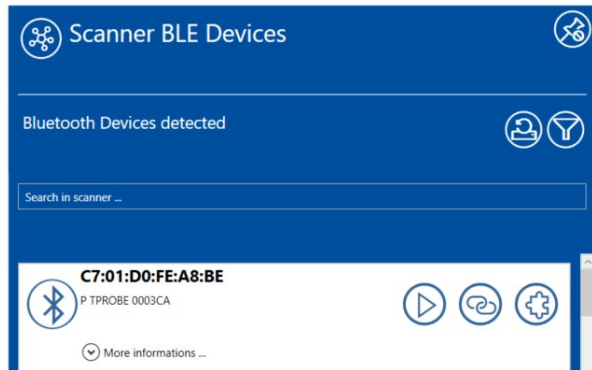 Scanner BLE Devices
Bluetooth Devices detected
Search in scanner ...
C7:01:D0:FE:A8:BE
P TPROBE 0003CA
More informations ...